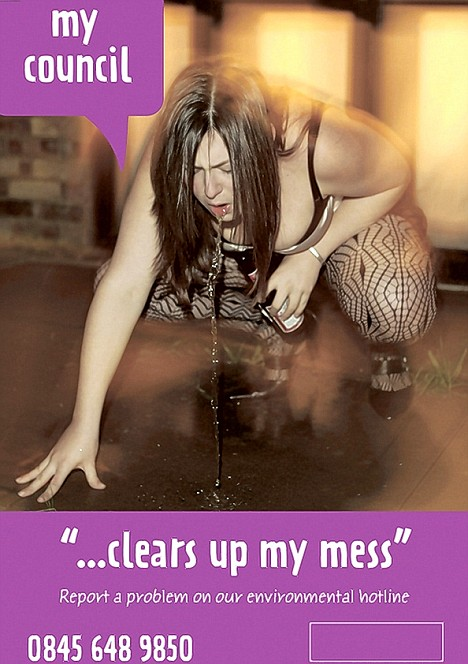 my
council
“...clears up my mess”
Report a problem on our environmental hotline
0845 648 9850